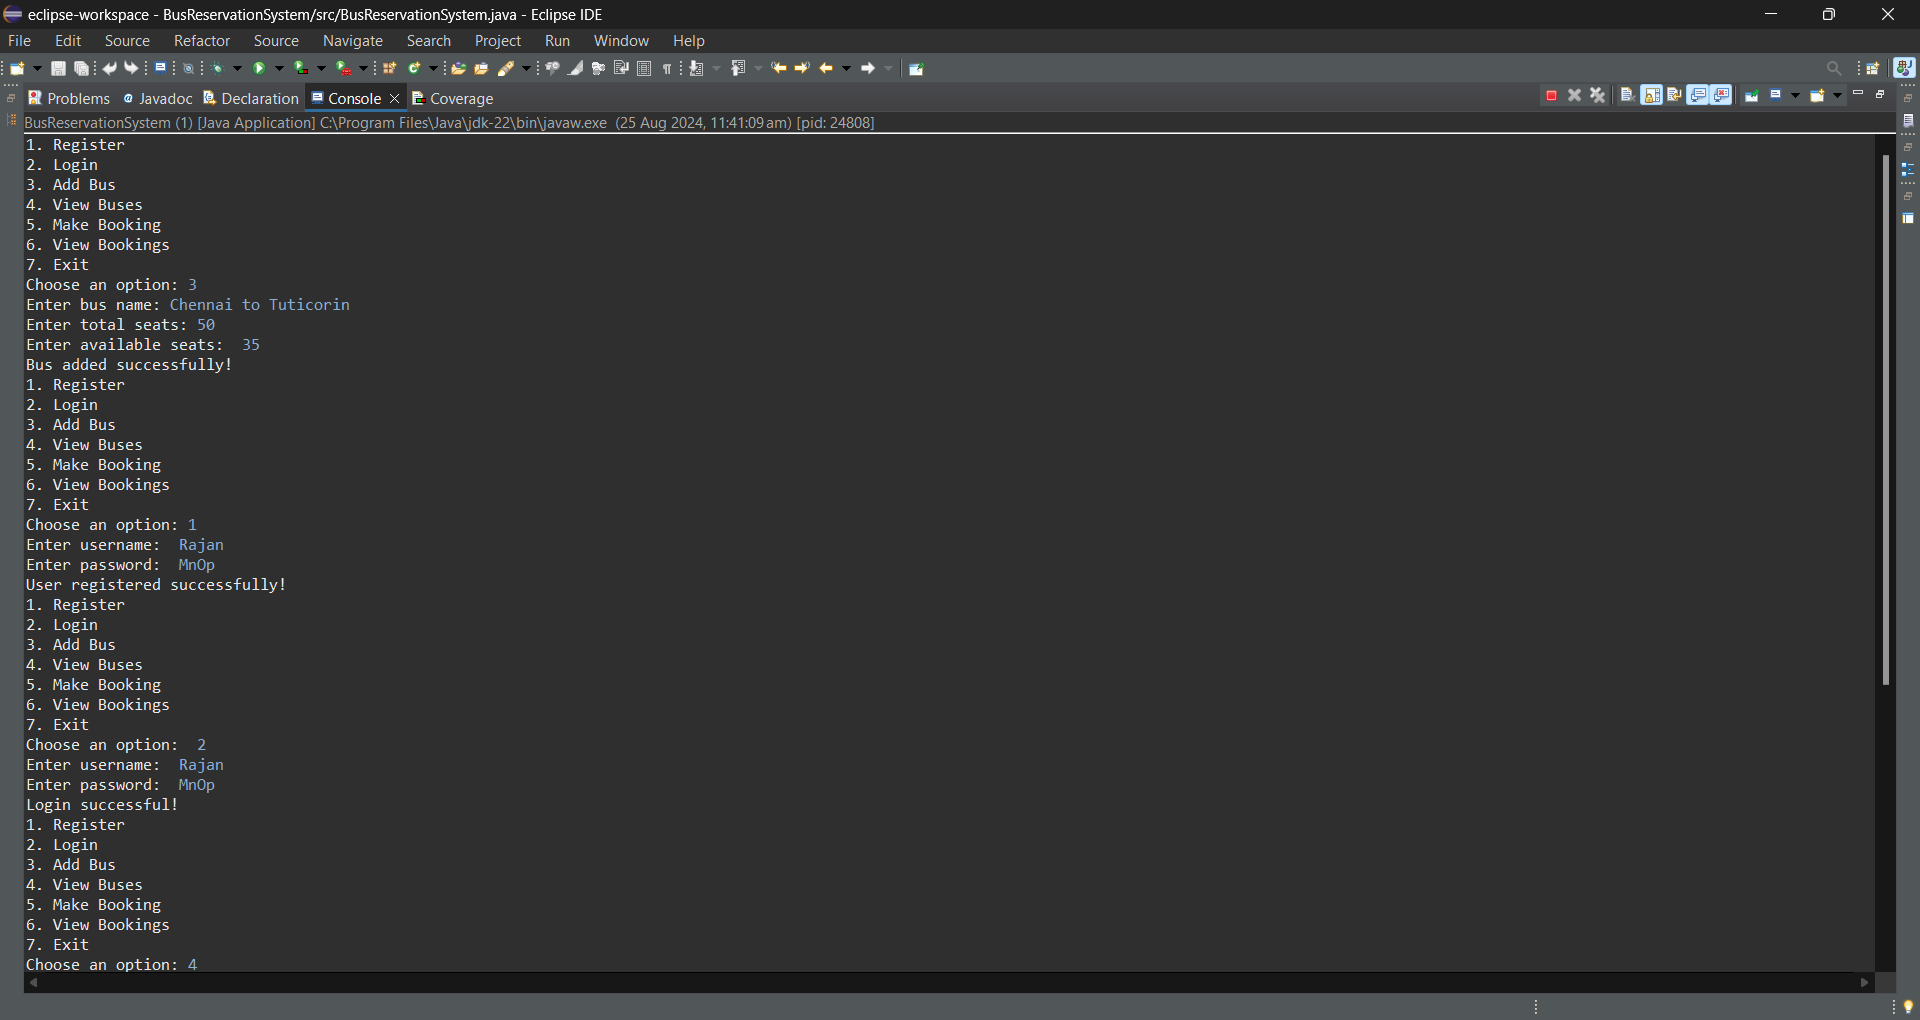 eclipse-workspace - BusReservationSystem/src/BusReservationSystem.java - Eclipse IDE
File Edit Source Refactor Source Navigate Search Project Run Window Help
Problems Javadoc Declaration Console Coverage
BusReservationSystem (1) [Java Application] C:\Program Files\Java\jdk-22\bin\javaw.exe (25 Aug 2024, 11:41:09 am) [pid: 24808]
1. Register
2. Login
3. Add Bus
4. View Buses
5. Make Booking
6. View Bookings
7. Exit
Choose an option: 3
Enter bus name: Chennai to Tuticorin
Enter total seats: 50
Enter available seats:  35
Bus added successfully!
1. Register
2. Login
3. Add Bus
4. View Buses
5. Make Booking
6. View Bookings
7. Exit
Choose an option: 1
Enter username:  Rajan
Enter password:  MnOp
User registered successfully!
1. Register
2. Login
3. Add Bus
4. View Buses
5. Make Booking
6. View Bookings
7. Exit
Choose an option:  2
Enter username:  Rajan
Enter password:  MnOp
Login successful!
1. Register
2. Login
3. Add Bus
4. View Buses
5. Make Booking
6. View Bookings
7. Exit
Choose an option: 4